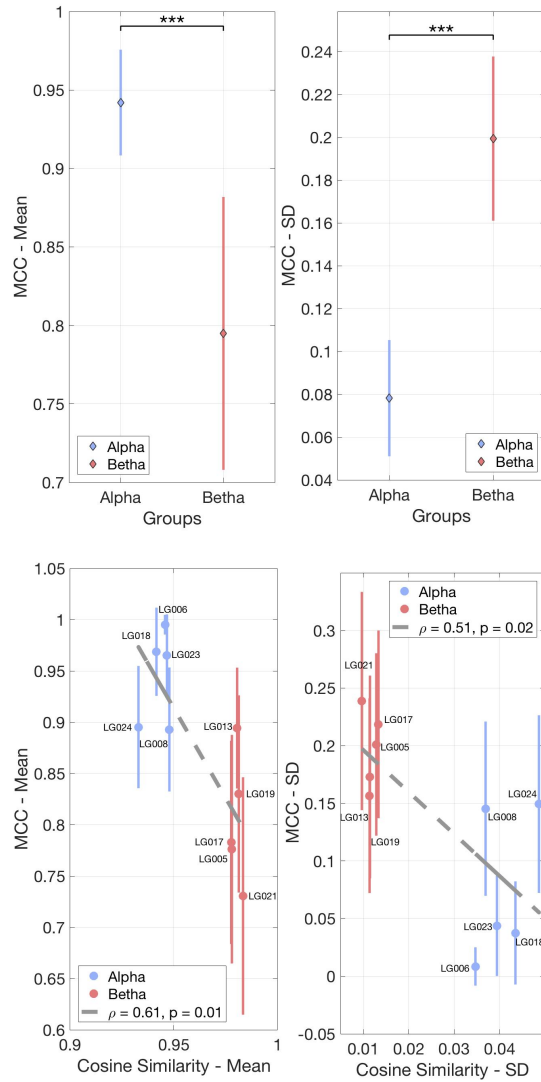 ***
1
0.95
0.9
0.85
0.8
0.75
0.7
MCC - Mean
Alpha
Betha
Alpha
Betha
Groups
***
0.24
0.22
0.2
0.18
0.16
0.14
0.12
0.1
0.08
0.06
0.04
MCC - SD
Alpha
Betha
Alpha
Betha
Groups
1.05
1
0.95
0.9
0.85
0.8
0.75
0.7
0.65
0.6
MCC - Mean
LG006
LG018
LG023
LG024
LG008
LG013
LG019
LG017
LG005
LG021
Alpha
Betha
ρ = 0.61, p = 0.01
0.9
0.95
1
Cosine Similarity - Mean
Alpha
Betha
ρ = 0.51, p = 0.02
0.3
0.25
0.2
0.15
0.1
0.05
0
-0.05
MCC - SD
LG021
LG017
LG005
LG013
LG019
LG024
LG008
LG023
LG018
LG006
0.01
0.02
0.03
0.04
Cosine Similarity - SD